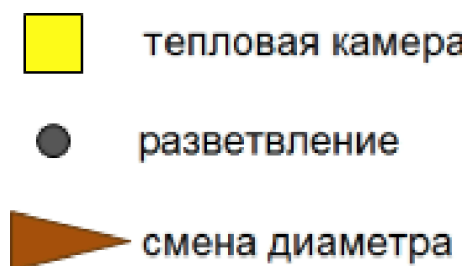 тепловая камера
разветвление
смена диаметра